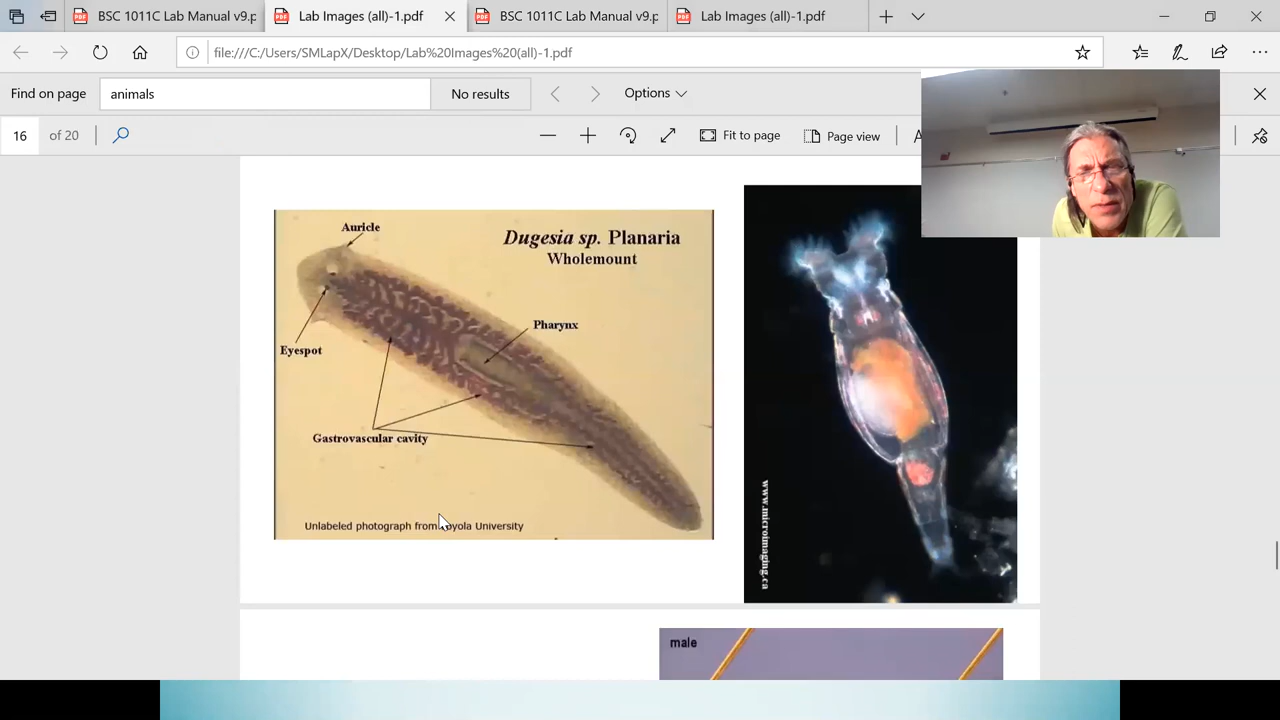 BSC 1011C Lab Manual v9.p
Lab Images (all)-1.pdf
BSC 1011C Lab Manual v9.p
Lab Images (all)-1.pdf
file:///C:/Users/SMLapX/Desktop/Lab%20Images%20(all)-1.pdf
Find on page
animals
No results
Options
16
of 20
Fit to page
Page view
Auricle
Dugesia sp. Planaria
Wholemount
Pharynx
Eyespot
Gastrovascular cavity
Unlabeled photograph from University
www.microimaging.ca
male